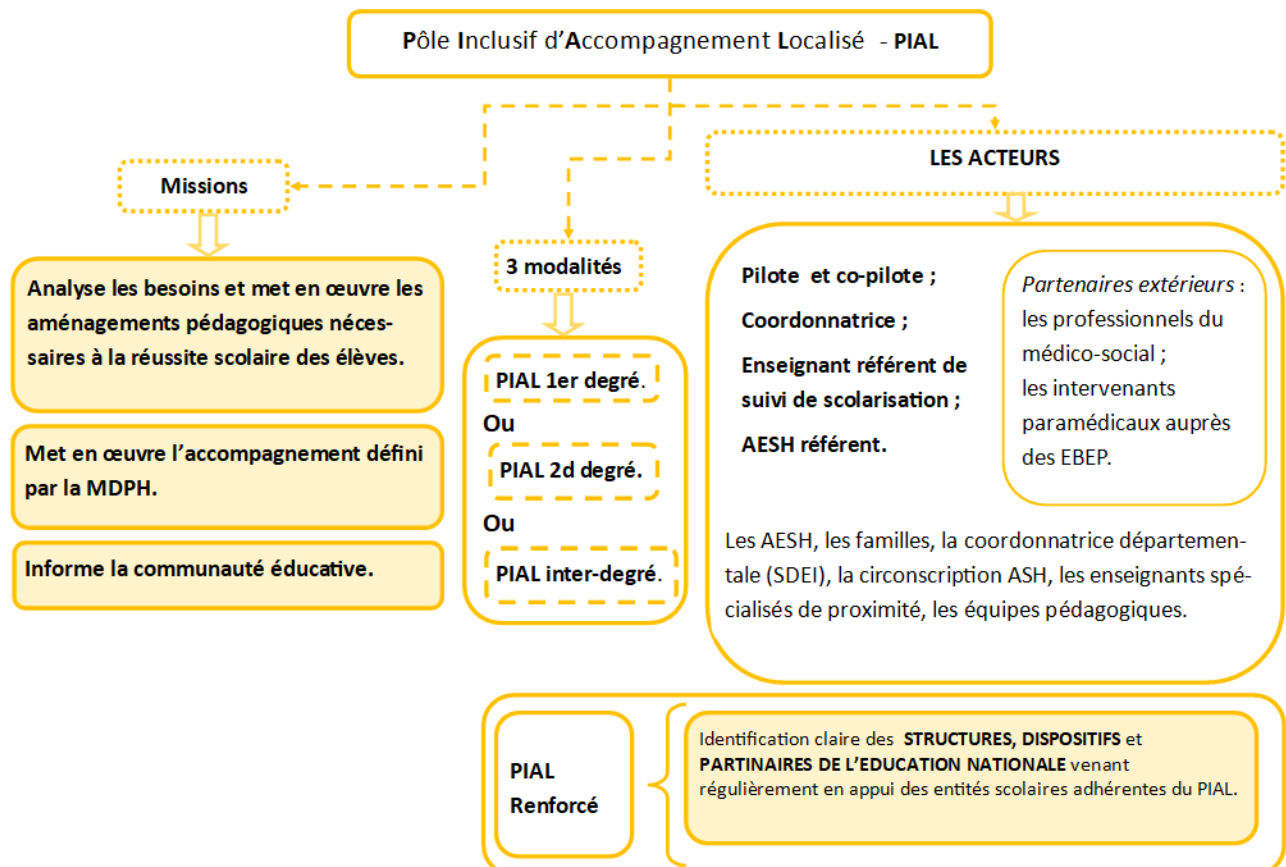 Pôle Inclusif d’Accompagnement Localisé - PIAL
Missions
Analyse les besoins et met en œuvre les
aménagements pédagogiques néces-
saires à la réussite scolaire des élèves.
Met en œuvre l’accompagnement défini
par la MDPH.
Informe la communauté éducative.
3 modalités
PIAL 1er degré.
Ou
PIAL 2d degré.
Ou
PIAL inter-degré.
LES ACTEURS
Pilote et co-pilote ;
Coordonnatrice ;
Enseignant référent de
suivi de scolarisation ;
AESH référent.
Partenaires extérieurs :
les professionnels du
médico-social ;
les intervenants
paramédicaux auprès
des EBEP.
Les AESH, les familles, la coordonnatrice départemen-
tale (SDEI), la circonscription ASH, les enseignants spé-
cialisés de proximité, les équipes pédagogiques.
PIAL
Renforcé
Identification claire des STRUCTURES, DISPOSITIFS et
PARTINAIRES DE L’EDUCATION NATIONALE venant
régulièrement en appui des entités scolaires adhérentes du PIAL.